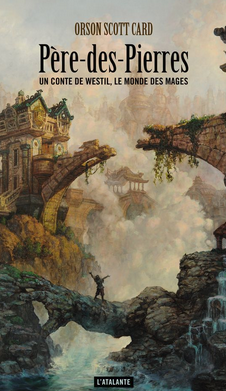 ORSON SCOTT CARD
Père-des-Pierres
UN CONTE DE WESTIL, LE MONDE DES MAGES
L'ATALANTE